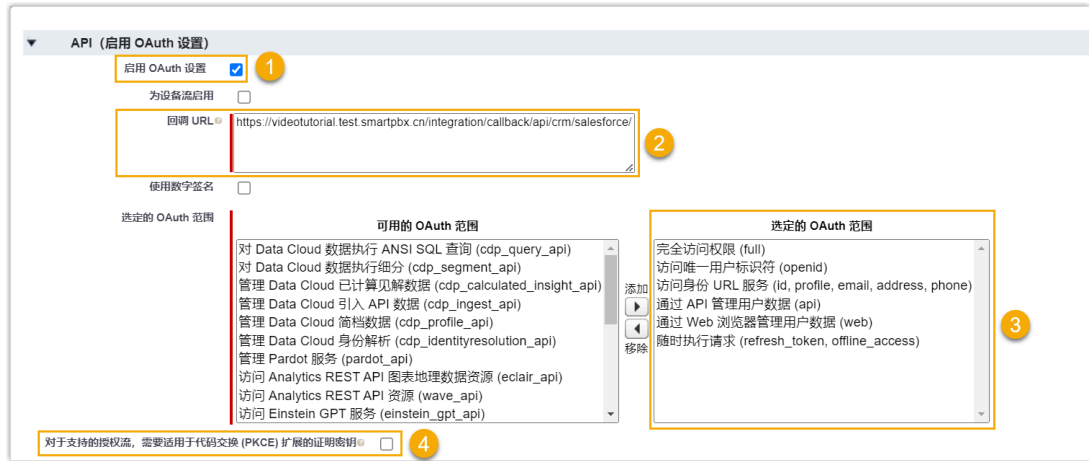 API（启用 OAuth 设置）
启用 OAuth 设置
1
为设备流启用
回调 URL
https://videotutorial.test.smartpbx.cn/integration/callback/api/crm/salesforce/
2
使用数字签名
选定的 OAuth 范围
可用的 OAuth 范围
对 Data Cloud 数据执行 ANSI SQL 查询 (cdp_query_api)
对 Data Cloud 数据执行细分 (cdp_segment_api)
管理 Data Cloud 已计算见解数据 (cdp_calculated_insight_api)
管理 Data Cloud 引入 API 数据 (cdp_ingest_api)
管理 Data Cloud 简档数据 (cdp_profile_api)
管理 Data Cloud 身份解析 (cdp_identityresolution_api)
管理 Pardot 服务 (pardot_api)
访问 Analytics REST API 图表地理数据资源 (eclair_api)
访问 Analytics REST API 资源 (wave_api)
访问 Einstein GPT 服务 (einstein_gpt_api)
添加
移除
选定的 OAuth 范围
完全访问权限 (full)
访问唯一用户标识符 (openid)
访问身份 URL 服务 (id, profile, email, address, phone)
通过 API 管理用户数据 (api)
通过 Web 浏览器管理用户数据 (web)
随时执行请求 (refresh_token, offline_access)
3
对于支持的授权流，需要适用于代码交换 (PKCE) 扩展的证明密钥
4